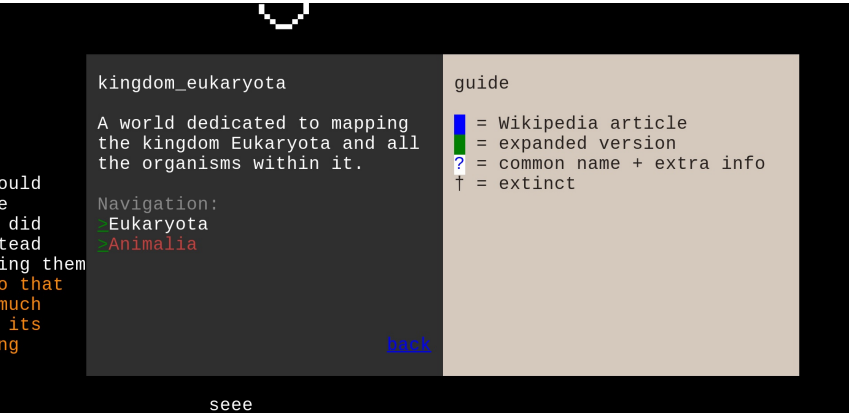 kingdom_eukaryota
A world dedicated to mapping
the kingdom Eukaryota and all
the organisms within it.
Navigation:
>Eukaryota
>Animalia
back
guide
= Wikipedia article
= expanded version
? = common name + extra info
† = extinct
ould
e
did
tead
ing them
o that
much
its
ng
seee